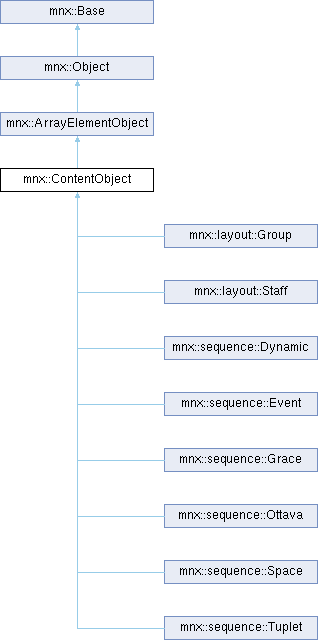 mnx::Base
mnx::Object
mnx::ArrayElementObject
mnx::ContentObject
mnx::layout::Group
mnx::layout::Staff
mnx::sequence::Dynamic
mnx::sequence::Event
mnx::sequence::Grace
mnx::sequence::Ottava
mnx::sequence::Space
mnx::sequence::Tuplet